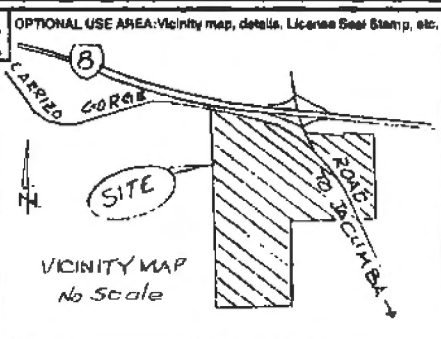 OPTIONAL USE AREA:Vicinity map, details, License Seal Stamp, etc.
8
CARRIZO GORGE
N
SITE
ROAD
TO JACUMBA
VICINITY MAP
No Scale